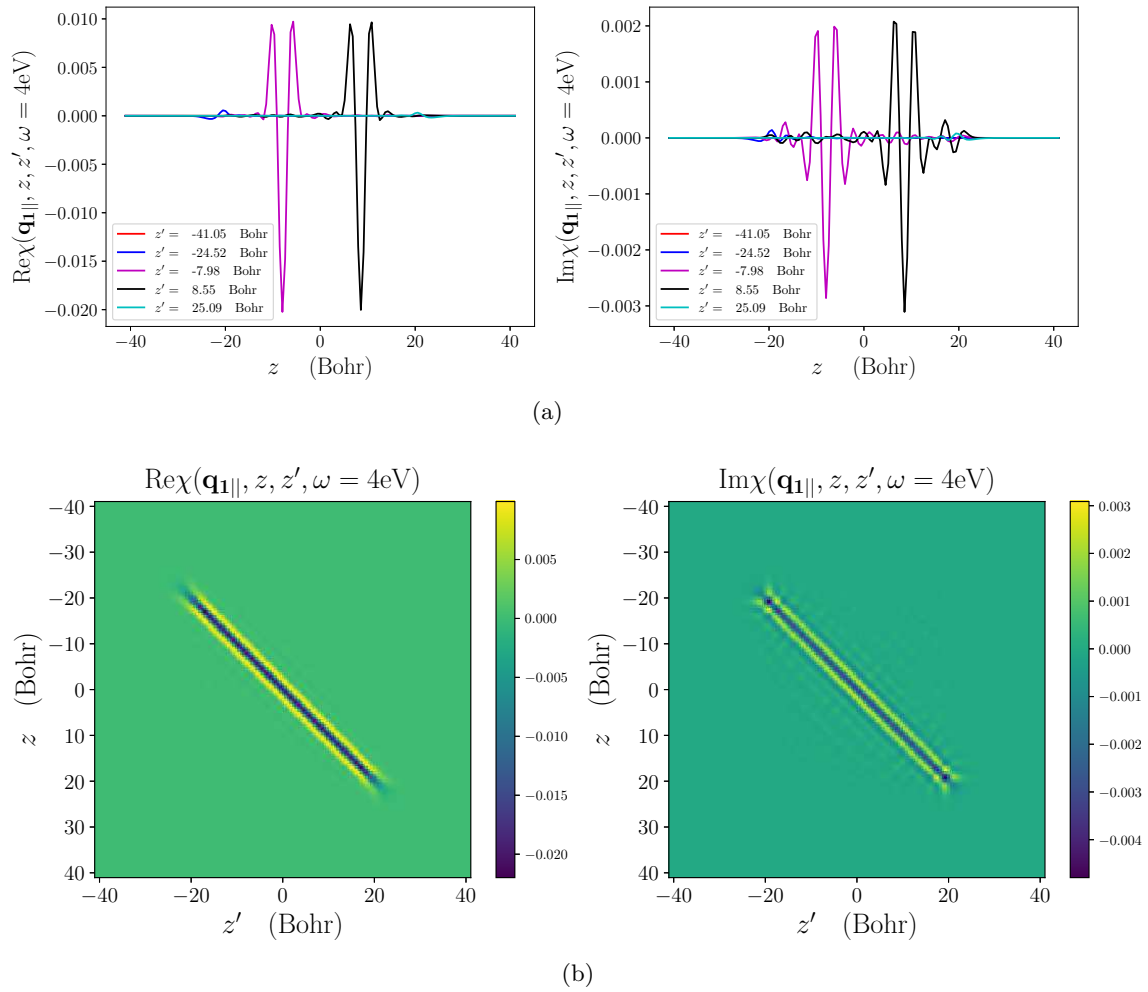 Reχ(q₁||, z, z′, ω = 4eV)
0.010
0.005
0.000
−0.005
−0.010
−0.015
−0.020
z′ = -41.05 Bohr
z′ = -24.52 Bohr
z′ = -7.98 Bohr
z′ = 8.55 Bohr
z′ = 25.09 Bohr
−40 −20 0 20 40
z (Bohr)
Imχ(q₁||, z, z′, ω = 4eV)
0.002
0.001
0.000
−0.001
−0.002
−0.003
z′ = -41.05 Bohr
z′ = -24.52 Bohr
z′ = -7.98 Bohr
z′ = 8.55 Bohr
z′ = 25.09 Bohr
−40 −20 0 20 40
z (Bohr)
(a)
Reχ(q₁||, z, z′, ω = 4eV)
z (Bohr)
−40
−30
−20
−10
0
10
20
30
40
−40 −20 0 20 40
z′ (Bohr)
0.005
0.000
−0.005
−0.010
−0.015
−0.020
Imχ(q₁||, z, z′, ω = 4eV)
z (Bohr)
−40
−30
−20
−10
0
10
20
30
40
−40 −20 0 20 40
z′ (Bohr)
0.003
0.002
0.001
0.000
−0.001
−0.002
−0.003
−0.004
(b)